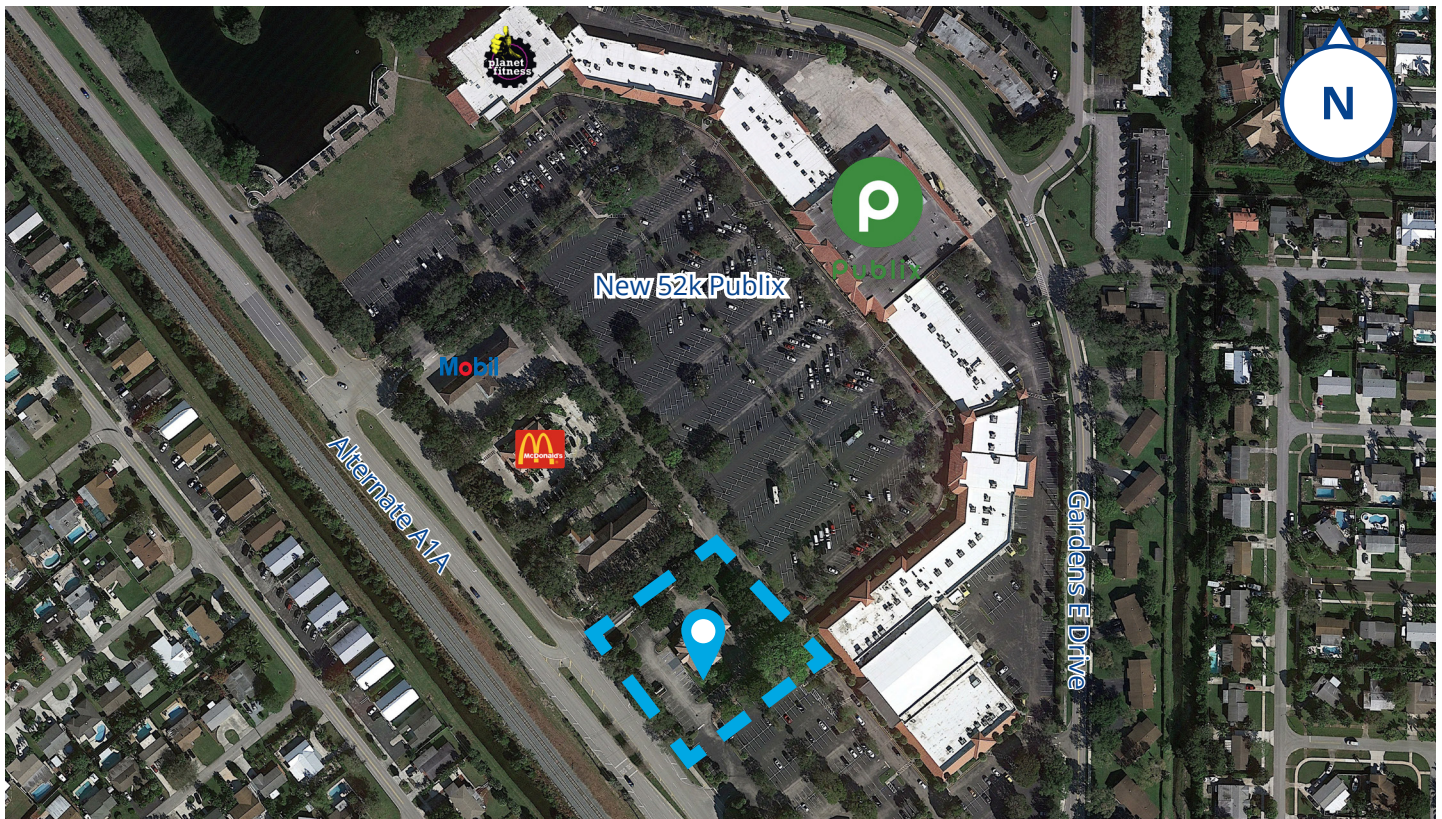 planet
fitness
N
Publix
New 52k Publix
Mobil
McDonald's
Alternate A1A
Gardens E Drive